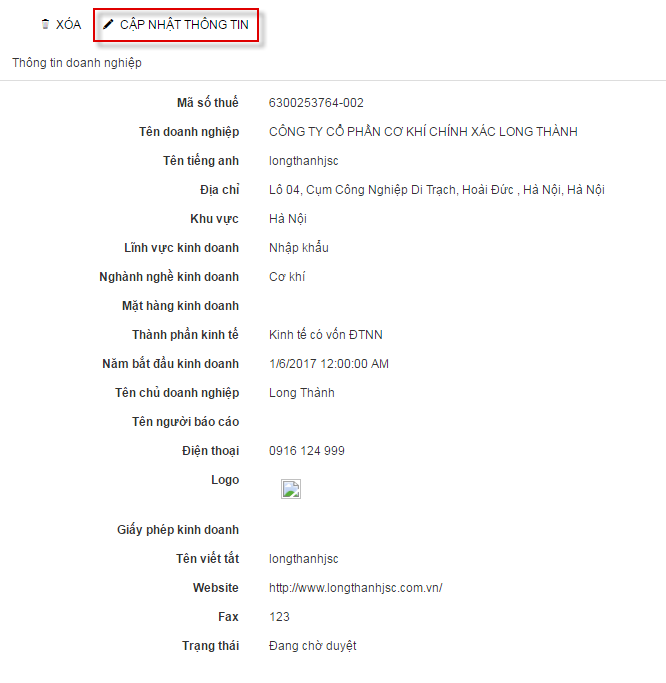 XÓA CẬP NHẬT THÔNG TIN
Thông tin doanh nghiệp
Mã số thuế 6300253764-002
Tên doanh nghiệp CÔNG TY CỔ PHẦN CƠ KHÍ CHÍNH XÁC LONG THÀNH
Tên tiếng anh longthanhjsc
Địa chỉ Lô 04, Cụm Công Nghiệp Di Trạch, Hoài Đức , Hà Nội, Hà Nội
Khu vực Hà Nội
Lĩnh vực kinh doanh Nhập khẩu
Nghành nghề kinh doanh Cơ khí
Mặt hàng kinh doanh
Thành phần kinh tế Kinh tế có vốn ĐTNN
Năm bắt đầu kinh doanh 1/6/2017 12:00:00 AM
Tên chủ doanh nghiệp Long Thành
Tên người báo cáo
Điện thoại 0916 124 999
Logo
Giấy phép kinh doanh
Tên viết tắt longthanhjsc
Website http://www.longthanhjsc.com.vn/
Fax 123
Trạng thái Đang chờ duyệt